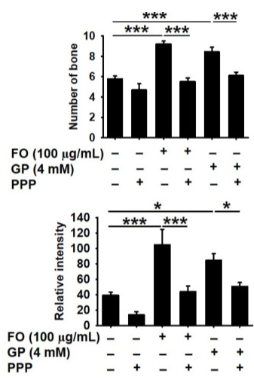 ***
*** ***
***
Number of bone
10
8
6
4
2
0
FO (100 μg/mL) – – + + – –
GP (4 mM) – – – – + +
PPP – + – + – +
*
*** ***
*
Relative intensity
140
120
100
80
60
40
20
0
FO (100 μg/mL) – – + + – –
GP (4 mM) – – – – + +
PPP – + – + – +